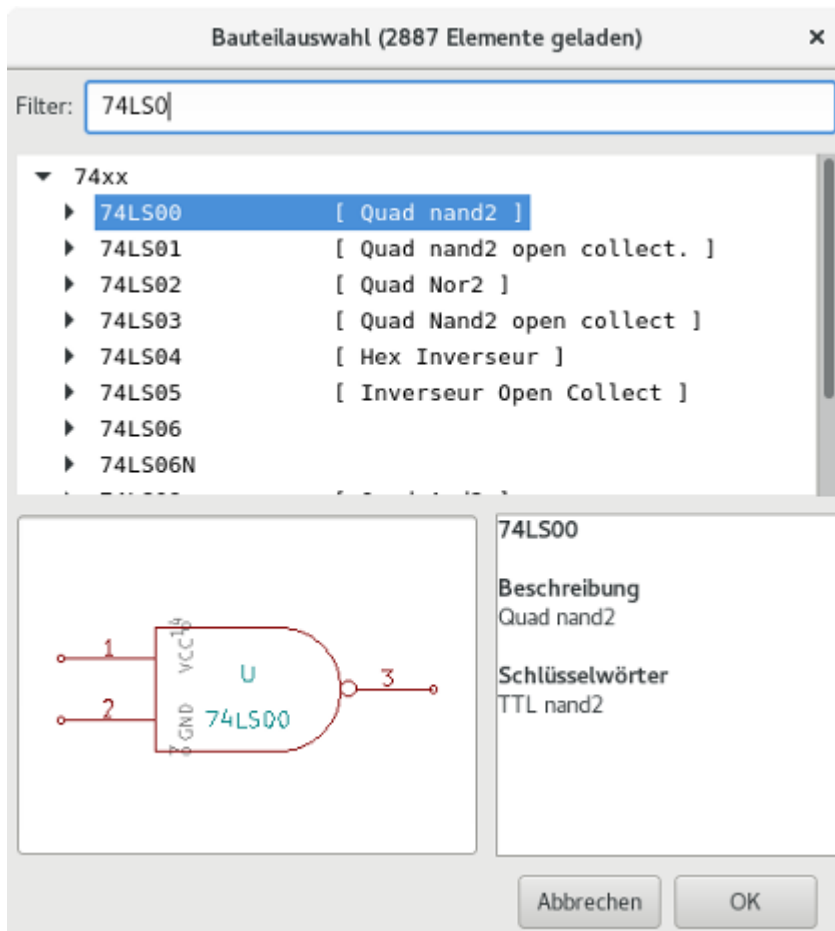 Bauteilauswahl (2887 Elemente geladen) ×
Filter: 74LS0
74xx
74LS00 [ Quad nand2 ]
74LS01 [ Quad nand2 open collect. ]
74LS02 [ Quad Nor2 ]
74LS03 [ Quad Nand2 open collect ]
74LS04 [ Hex Inverseur ]
74LS05 [ Inverseur Open Collect ]
74LS06
74LS06N
74LS00
Beschreibung
Quad nand2
Schlüsselwörter
TTL nand2
14
VCC
1
U
3
2
GND
74LS00
7
Abbrechen OK